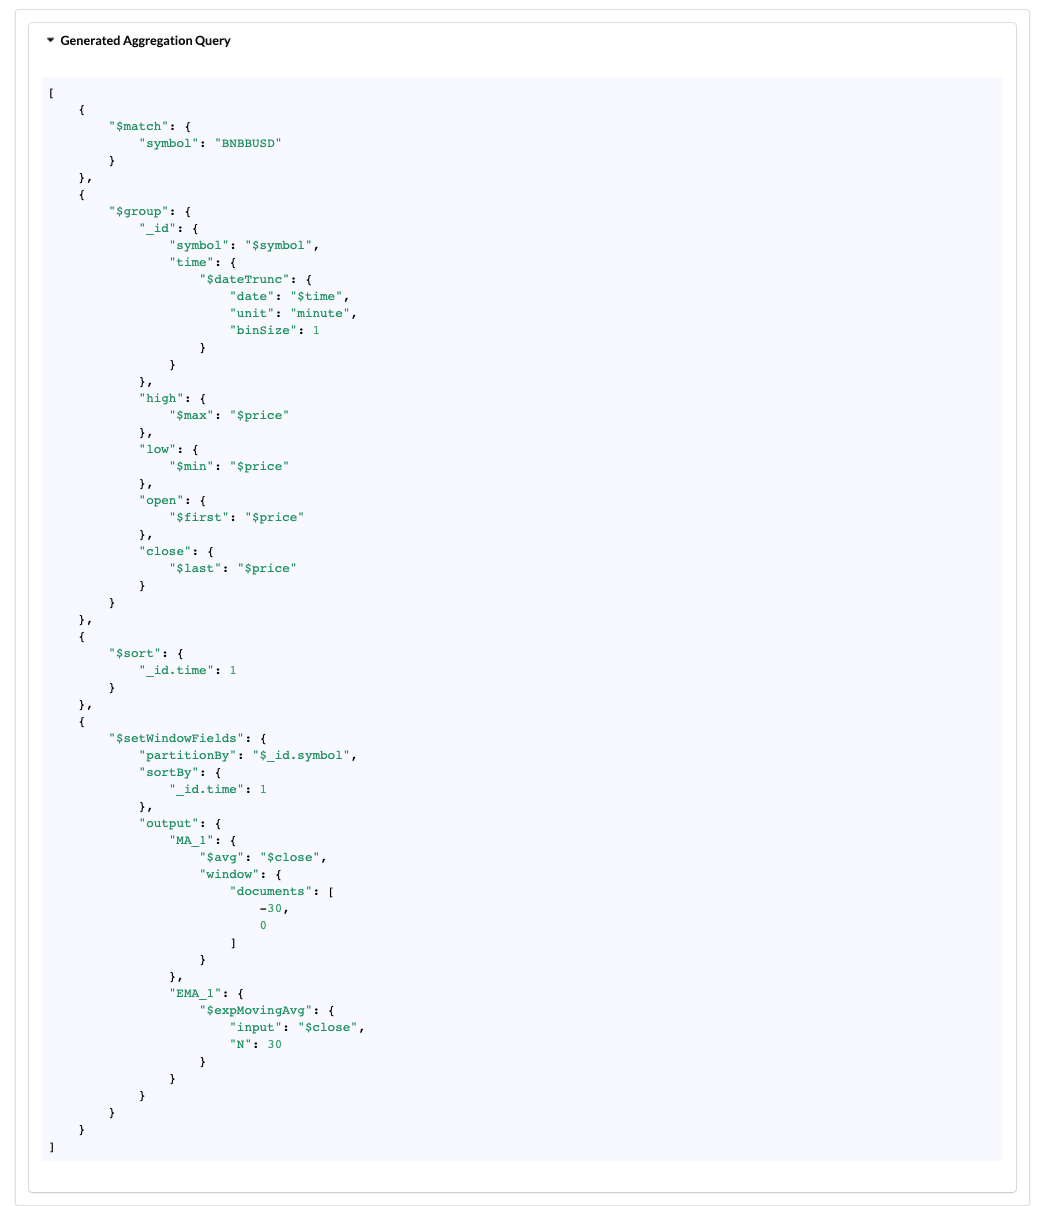 Generated Aggregation Query
[
    {
        "$match": {
            "symbol": "BNBBUSD"
        }
    },
    {
        "$group": {
            "_id": {
                "symbol": "$symbol",
                "time": {
                    "$dateTrunc": {
                        "date": "$time",
                        "unit": "minute",
                        "binSize": 1
                    }
                }
            },
            "high": {
                "$max": "$price"
            },
            "low": {
                "$min": "$price"
            },
            "open": {
                "$first": "$price"
            },
            "close": {
                "$last": "$price"
            }
        }
    },
    {
        "$sort": {
            "_id.time": 1
        }
    },
    {
        "$setWindowFields": {
            "partitionBy": "$_id.symbol",
            "sortBy": {
                "_id.time": 1
            },
            "output": {
                "MA_1": {
                    "$avg": "$close",
                    "window": {
                        "documents": [
                            -30,
                            0
                        ]
                    }
                },
                "EMA_1": {
                    "$expMovingAvg": {
                        "input": "$close",
                        "N": 30
                    }
                }
            }
        }
    }
]